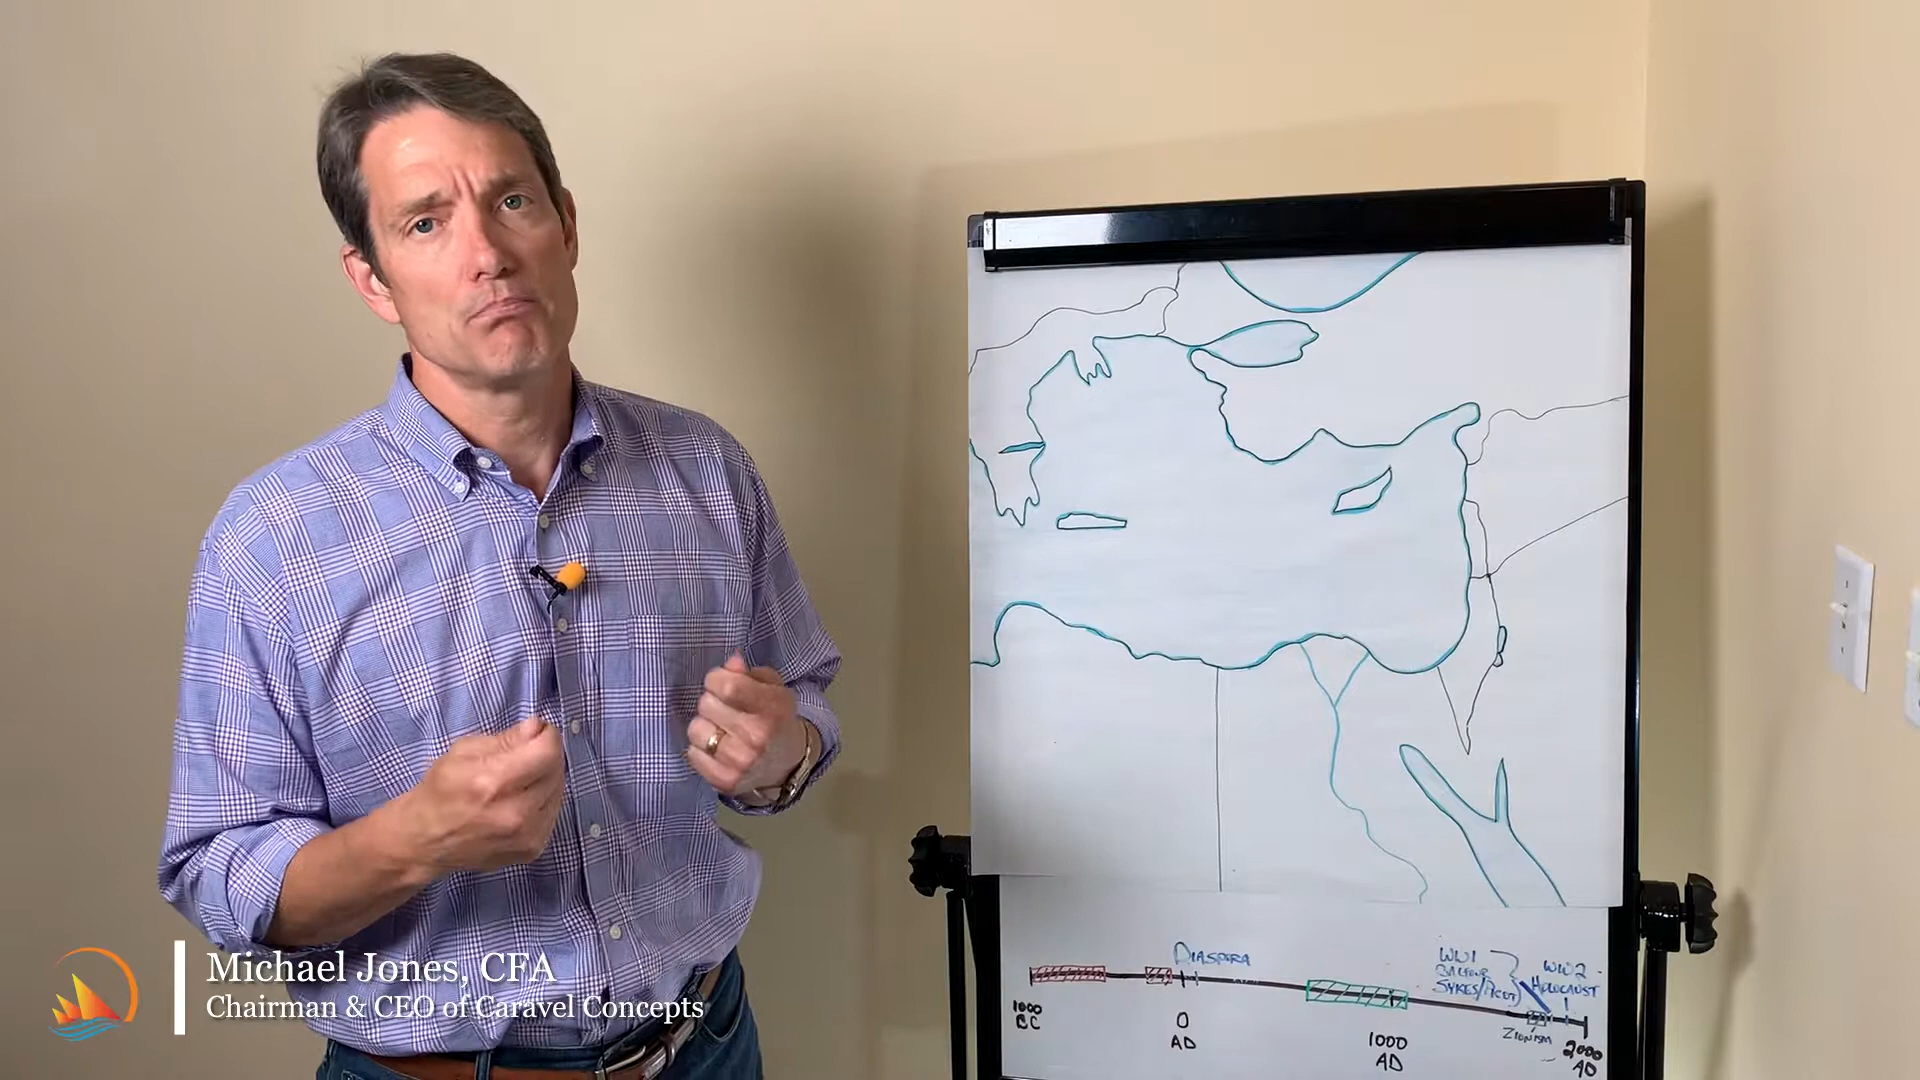 Michael Jones, CFA
Chairman & CEO of Caravel Concepts
DIASPORA
WW1
BALFOUR
SYKES/PICOT
WW2
HOLOCAUST
ZIONISM
1000
BC
0
AD
1000
AD
2000
AD